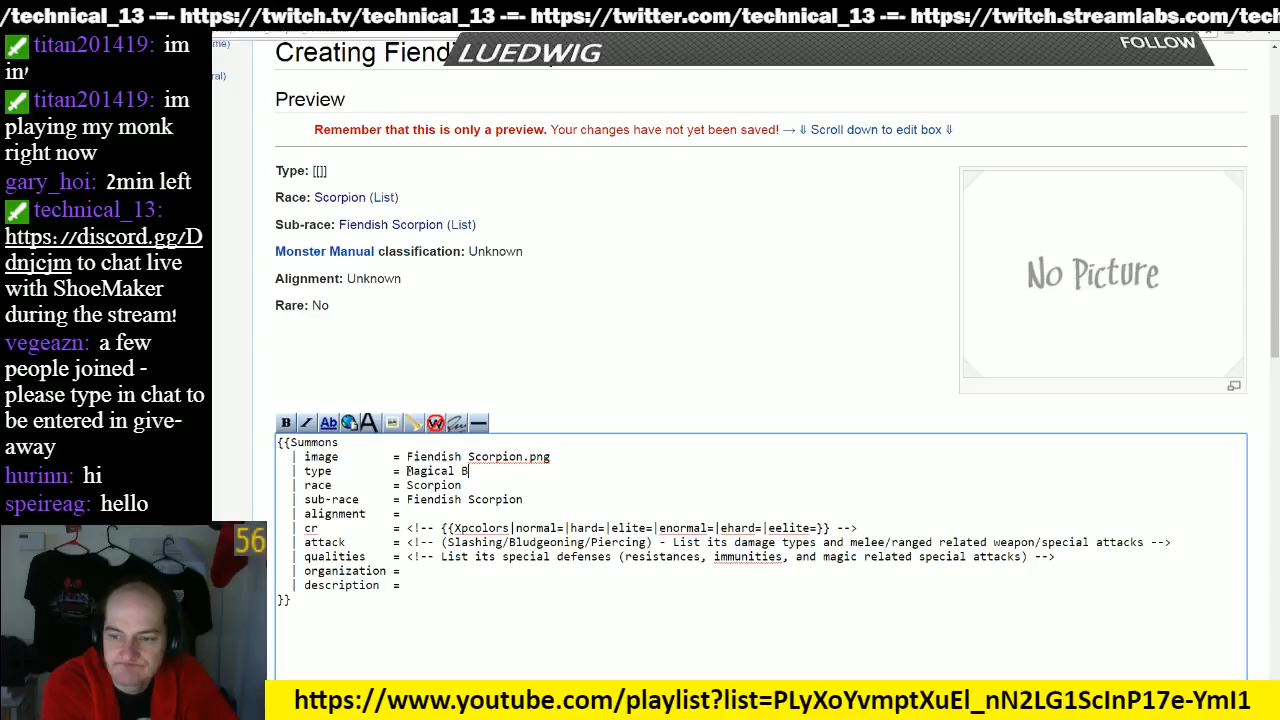 /technical_13 -=- https://twitch.tv/technical_13 -=- https://twitter.com/technical_13 -=- https://twitch.streamlabs.com/tech
titan201419: im
in'
titan201419: im
playing my monk
right now
gary_hoi: 2min left
technical_13:
https://discord.gg/D
dnjcjm to chat live
with ShoeMaker
during the stream!
vegeazn: a few
people joined -
please type in chat to
be entered in give-
away
hurinn: hi
speireag: hello
56
LUEDWIG
FOLLOW
Creating Fiendi
Preview
Remember that this is only a preview. Your changes have not yet been saved! → ⇓ Scroll down to edit box ⇓
Type: [[]]
Race: Scorpion (List)
Sub-race: Fiendish Scorpion (List)
Monster Manual classification: Unknown
Alignment: Unknown
Rare: No
No Picture
{{Summons
| image = Fiendish Scorpion.png
| type = Magical B
| race = Scorpion
| sub-race = Fiendish Scorpion
| alignment =
| cr = <!-- {{Xpcolors|normal=|hard=|elite=|enormal=|ehard=|eelite=}} -->
| attack = <!-- (Slashing/Bludgeoning/Piercing) - List its damage types and melee/ranged related weapon/special attacks -->
| qualities = <!-- List its special defenses (resistances, immunities, and magic related special attacks) -->
| organization =
| description =
}}
https://www.youtube.com/playlist?list=PLyXoYvmptXuEl_nN2LG1ScInP17e-YmI1